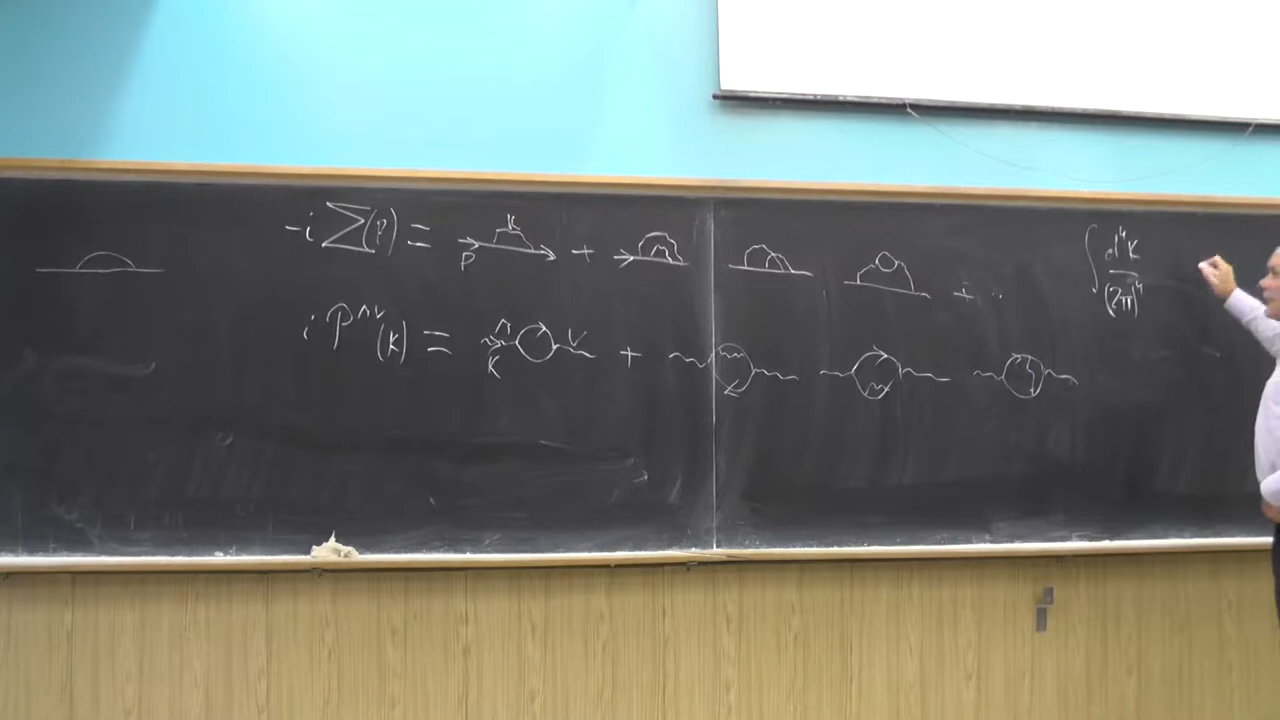 -i Σ(p) = p k + + ...
∫ d⁴k / (2π)⁴
i P^{μν}(k) = μ k ν +